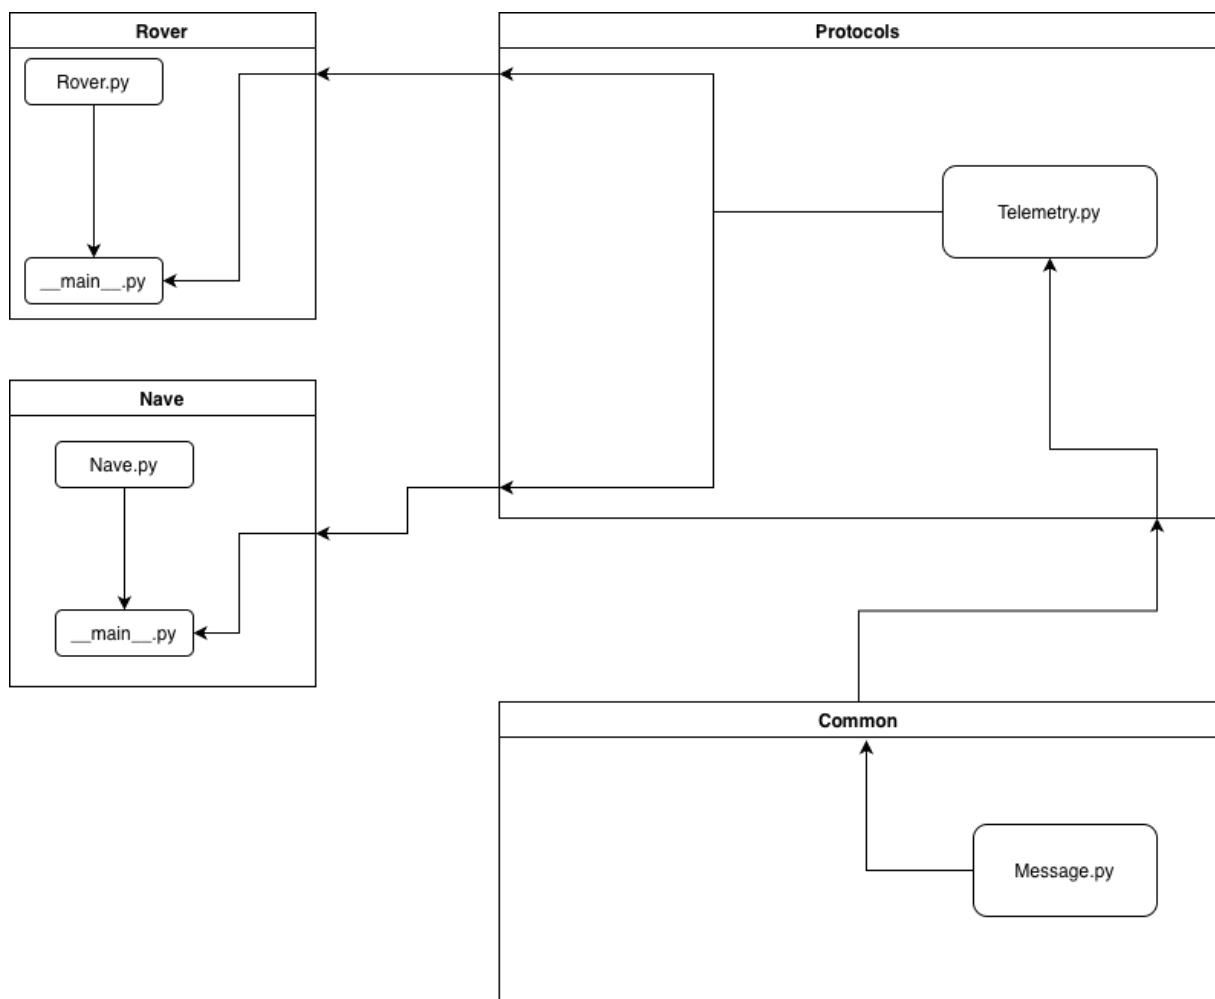 Rover
Rover.py
__main__.py
Nave
Nave.py
__main__.py
Protocols
Telemetry.py
Common
Message.py